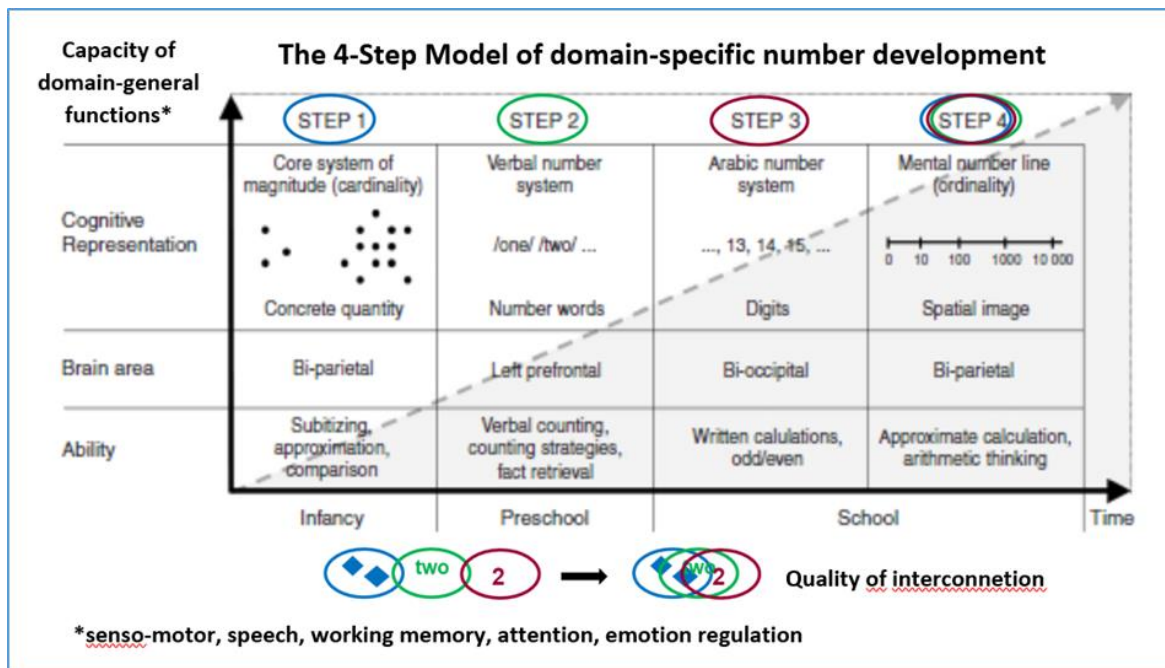 Capacity of
domain-general
functions*
The 4-Step Model of domain-specific number development
STEP 1
STEP 2
STEP 3
STEP 4
Cognitive
Representation
Core system of
magnitude (cardinality)
Concrete quantity
Verbal number
system
/one/ /two/ ...
Number words
Arabic number
system
..., 13, 14, 15, ...
Digits
Mental number line
(ordinality)
0 10 100 1000 10 000
Spatial image
Brain area
Bi-parietal
Left prefrontal
Bi-occipital
Bi-parietal
Ability
Subitizing,
approximation,
comparison
Verbal counting,
counting strategies,
fact retrieval
Written calulations,
odd/even
Approximate calculation,
arithmetic thinking
Infancy
Preschool
School
Time
two
2
two
2
Quality of interconnetion
*senso-motor, speech, working memory, attention, emotion regulation